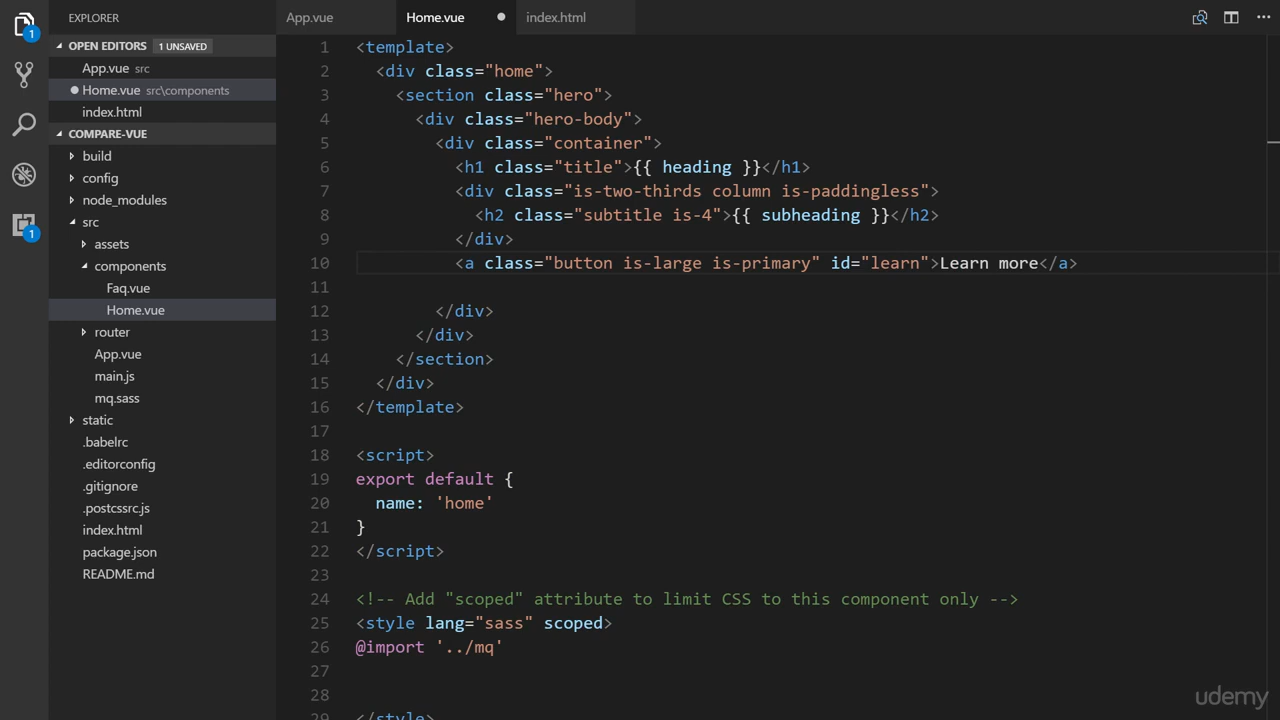 EXPLORER
OPEN EDITORS 1 UNSAVED
App.vue src
Home.vue src\components
index.html
COMPARE-VUE
build
config
node_modules
src
assets
components
Faq.vue
Home.vue
router
App.vue
main.js
mq.sass
static
.babelrc
.editorconfig
.gitignore
.postcssrc.js
index.html
package.json
README.md
1
1
App.vue Home.vue index.html
1 <template>
2 <div class="home">
3 <section class="hero">
4 <div class="hero-body">
5 <div class="container">
6 <h1 class="title">{{ heading }}</h1>
7 <div class="is-two-thirds column is-paddingless">
8 <h2 class="subtitle is-4">{{ subheading }}</h2>
9 </div>
10 <a class="button is-large is-primary" id="learn">Learn more</a>
11
12 </div>
13 </div>
14 </section>
15 </div>
16 </template>
17
18 <script>
19 export default {
20 name: 'home'
21 }
22 </script>
23
24 <!-- Add "scoped" attribute to limit CSS to this component only -->
25 <style lang="sass" scoped>
26 @import '../mq'
27
28
29 </style>
udemy